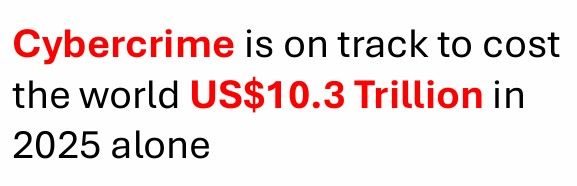 Cybercrime is on track to cost
the world US$10.3 Trillion in
2025 alone